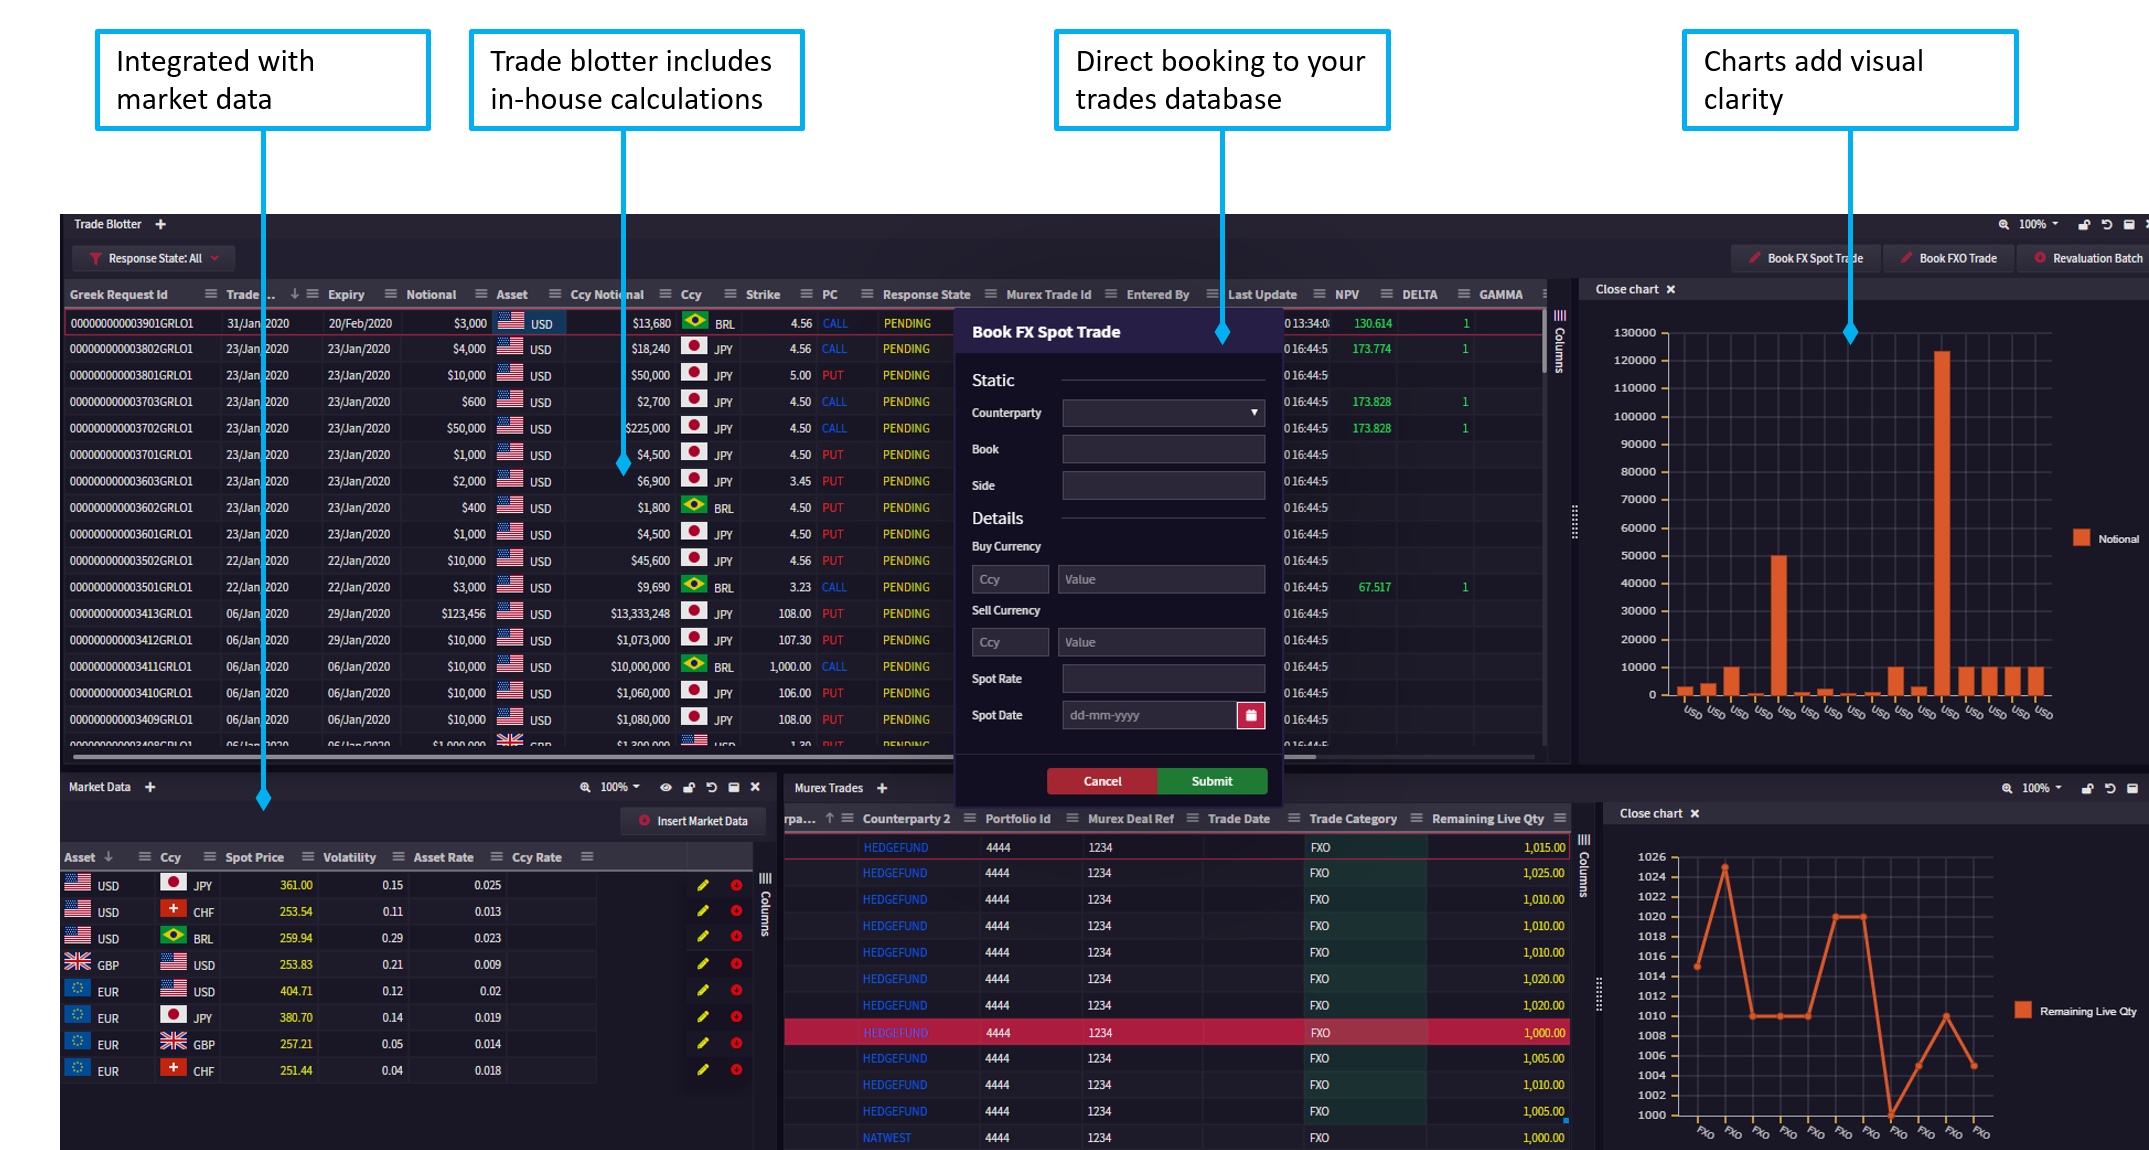 Integrated with
market data
Trade blotter includes
in-house calculations
Direct booking to your
trades database
Charts add visual
clarity
Trade Blotter
100%
Response State: All
Book FX Spot Trade
Book FXO Trade
Revaluation Batch
Greek Request Id Trade ... Expiry Notional Asset Ccy Notional Ccy Strike PC Response State Murex Trade Id Entered By Last Update NPV DELTA GAMMA
000000000003901GRLO1 31/Jan/2020 20/Feb/2020 $3,000 USD $13,680 BRL 4.56 CALL PENDING 0 13:34:0 130.614 1
000000000003802GRLO1 23/Jan/2020 23/Jan/2020 $4,000 USD $18,240 JPY 4.56 CALL PENDING 0 16:44:5 173.774 1
000000000003801GRLO1 23/Jan/2020 23/Jan/2020 $10,000 USD $50,000 JPY 5.00 PUT PENDING 0 16:44:5
000000000003703GRLO1 23/Jan/2020 23/Jan/2020 $600 USD $2,700 JPY 4.50 CALL PENDING 0 16:44:5 173.828 1
000000000003702GRLO1 23/Jan/2020 23/Jan/2020 $50,000 USD $225,000 JPY 4.50 CALL PENDING 0 16:44:5 173.828 1
000000000003701GRLO1 23/Jan/2020 23/Jan/2020 $1,000 USD $4,500 JPY 4.50 PUT PENDING 0 16:44:5
000000000003603GRLO1 23/Jan/2020 23/Jan/2020 $2,000 USD $6,900 JPY 3.45 PUT PENDING 0 16:44:5
000000000003602GRLO1 23/Jan/2020 23/Jan/2020 $400 USD $1,800 BRL 4.50 PUT PENDING 0 16:44:5
000000000003601GRLO1 23/Jan/2020 23/Jan/2020 $1,000 USD $4,500 JPY 4.50 PUT PENDING 0 16:44:5
000000000003502GRLO1 22/Jan/2020 22/Jan/2020 $10,000 USD $45,600 JPY 4.56 PUT PENDING 0 16:44:5
000000000003501GRLO1 22/Jan/2020 22/Jan/2020 $3,000 USD $9,690 BRL 3.23 CALL PENDING 0 16:44:5 67.517 1
000000000003413GRLO1 06/Jan/2020 29/Jan/2020 $123,456 USD $13,333,248 JPY 108.00 PUT PENDING 0 16:44:5
000000000003412GRLO1 06/Jan/2020 29/Jan/2020 $10,000 USD $1,073,000 JPY 107.30 PUT PENDING 0 16:44:5
000000000003411GRLO1 06/Jan/2020 06/Jan/2020 $10,000 USD $10,000,000 BRL 1,000.00 CALL PENDING 0 16:44:5
000000000003410GRLO1 06/Jan/2020 06/Jan/2020 $10,000 USD $1,060,000 JPY 106.00 PUT PENDING 0 16:44:5
000000000003409GRLO1 06/Jan/2020 06/Jan/2020 $10,000 USD $1,080,000 JPY 108.00 PUT PENDING 0 16:44:5
000000000003408GRLO1 06/Jan/2020 06/Jan/2020 $1,000,000 GBP $1,300,000 USD 1.30 PUT PENDING 0 16:44:5
Columns
Book FX Spot Trade
Static
Counterparty
Book
Side
Details
Buy Currency
Ccy Value
Sell Currency
Ccy Value
Spot Rate
Spot Date dd-mm-yyyy
Cancel Submit
Close chart
130000
120000
110000
100000
90000
80000
70000
60000
50000
40000
30000
20000
10000
0
USD USD USD USD USD USD USD USD USD USD USD USD USD USD USD USD
Notional
Market Data
100%
Insert Market Data
Asset Ccy Spot Price Volatility Asset Rate Ccy Rate
USD JPY 361.00 0.15 0.025
USD CHF 253.54 0.11 0.013
USD BRL 259.94 0.29 0.023
GBP USD 253.83 0.21 0.009
EUR USD 404.71 0.12 0.02
EUR JPY 380.70 0.14 0.019
EUR GBP 257.21 0.05 0.014
EUR CHF 251.44 0.04 0.018
Columns
Murex Trades
100%
rpa... Counterparty 2 Portfolio Id Murex Deal Ref Trade Date Trade Category Remaining Live Qty
HEDGEFUND 4444 1234 FXO 1,015.00
HEDGEFUND 4444 1234 FXO 1,025.00
HEDGEFUND 4444 1234 FXO 1,010.00
HEDGEFUND 4444 1234 FXO 1,010.00
HEDGEFUND 4444 1234 FXO 1,010.00
HEDGEFUND 4444 1234 FXO 1,020.00
HEDGEFUND 4444 1234 FXO 1,020.00
HEDGEFUND 4444 1234 FXO 1,000.00
HEDGEFUND 4444 1234 FXO 1,005.00
HEDGEFUND 4444 1234 FXO 1,010.00
HEDGEFUND 4444 1234 FXO 1,005.00
NATWEST 4444 1234 FXO 1,000.00
Columns
Close chart
1026
1024
1022
1020
1018
1016
1014
1012
1010
1008
1006
1004
1002
1000
FXO FXO FXO FXO FXO FXO FXO FXO FXO FXO FXO
Remaining Live Qty